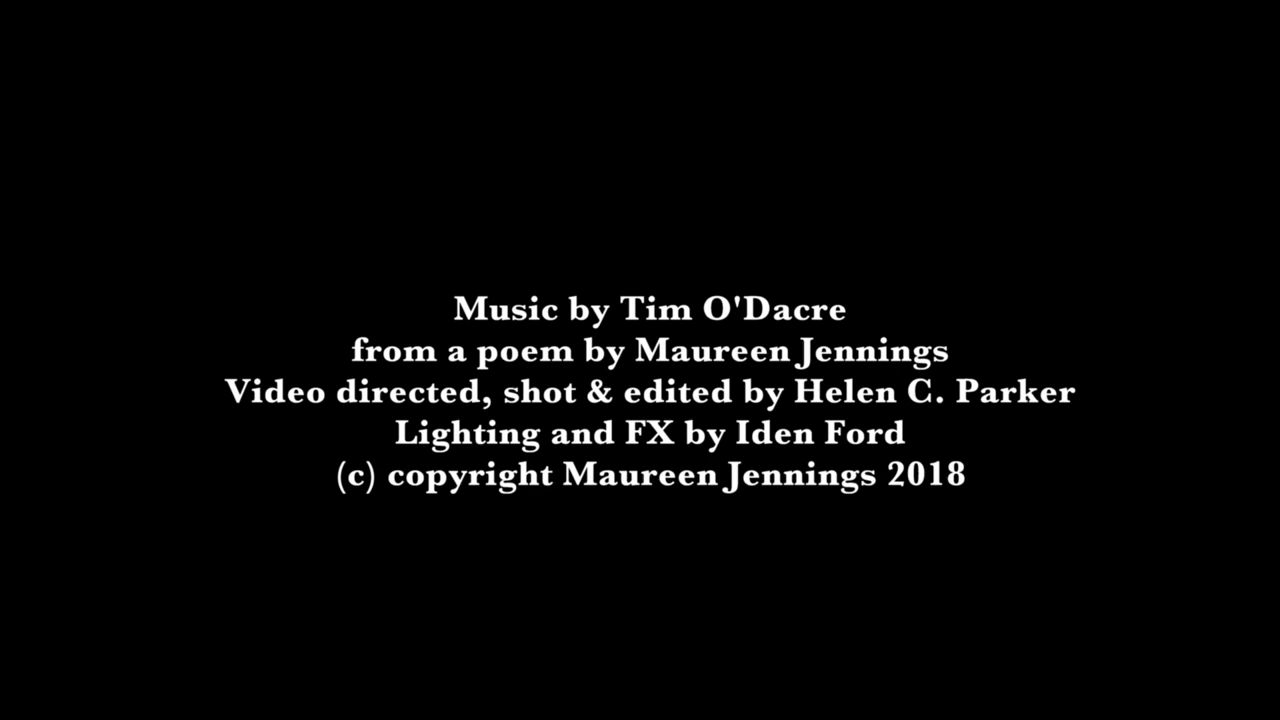 Music by Tim O'Dacre
from a poem by Maureen Jennings
Video directed, shot & edited by Helen C. Parker
Lighting and FX by Iden Ford
(c) copyright Maureen Jennings 2018